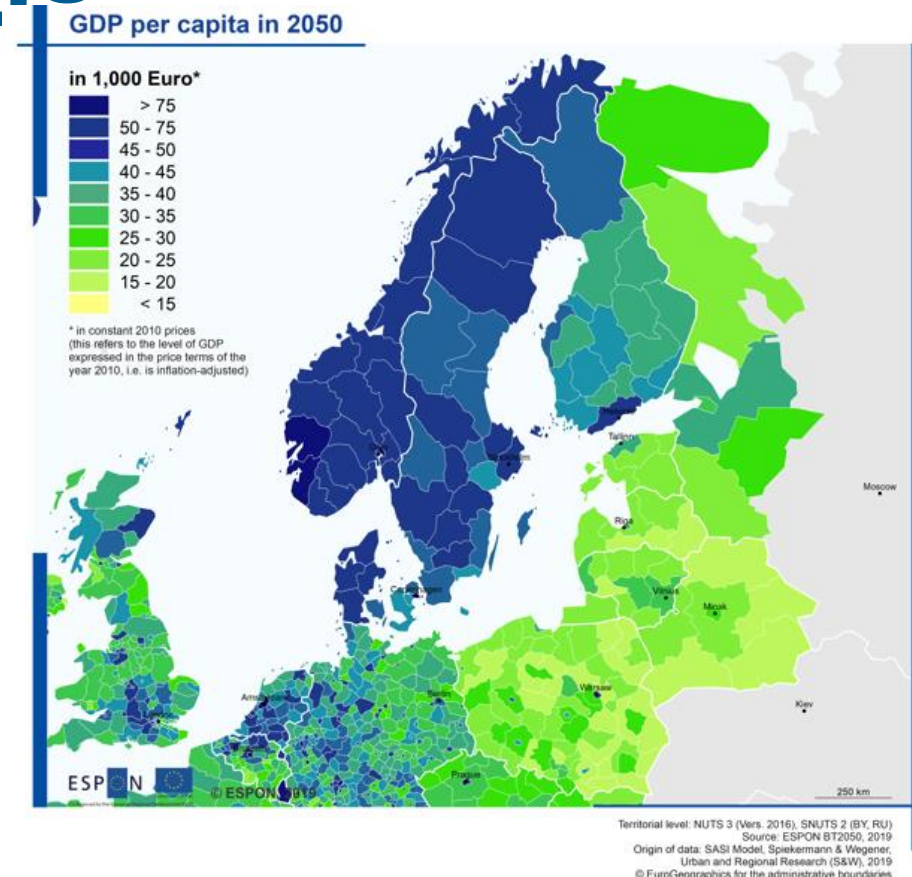 GDP per capita in 2050
in 1,000 Euro*
> 75
50 - 75
45 - 50
40 - 45
35 - 40
30 - 35
25 - 30
20 - 25
15 - 20
< 15
* in constant 2010 prices
(this refers to the level of GDP
expressed in the price terms of the
year 2010, i.e. is inflation-adjusted)
Oslo
Stockholm
Helsinki
Tallinn
Moscow
Riga
Copenhagen
Vilnius
Minsk
Amsterdam
London
Berlin
Warsaw
Kiev
Prague
ESPON
© ESPON, 2019
250 km
Territorial level: NUTS 3 (Vers. 2016), SNUTS 2 (BY, RU)
Source: ESPON BT2050, 2019
Origin of data: SASI Model, Spiekermann & Wegener,
Urban and Regional Research (S&W), 2019
© EuroGeographics for the administrative boundaries